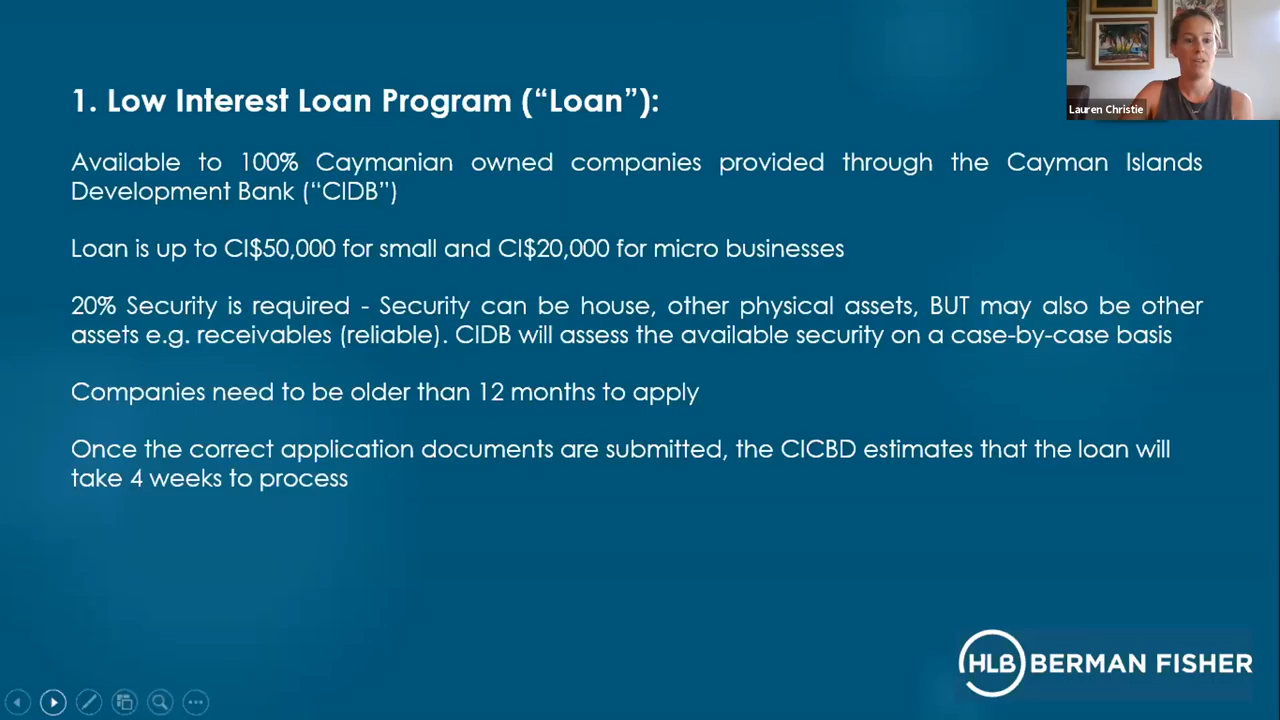 1. Low Interest Loan Program (“Loan”):
Lauren Christie
Available to 100% Caymanian owned companies provided through the Cayman Islands
Development Bank (“CIDB”)
Loan is up to CI$50,000 for small and CI$20,000 for micro businesses
20% Security is required - Security can be house, other physical assets, BUT may also be other
assets e.g. receivables (reliable). CIDB will assess the available security on a case-by-case basis
Companies need to be older than 12 months to apply
Once the correct application documents are submitted, the CICBD estimates that the loan will
take 4 weeks to process
HLB BERMAN FISHER